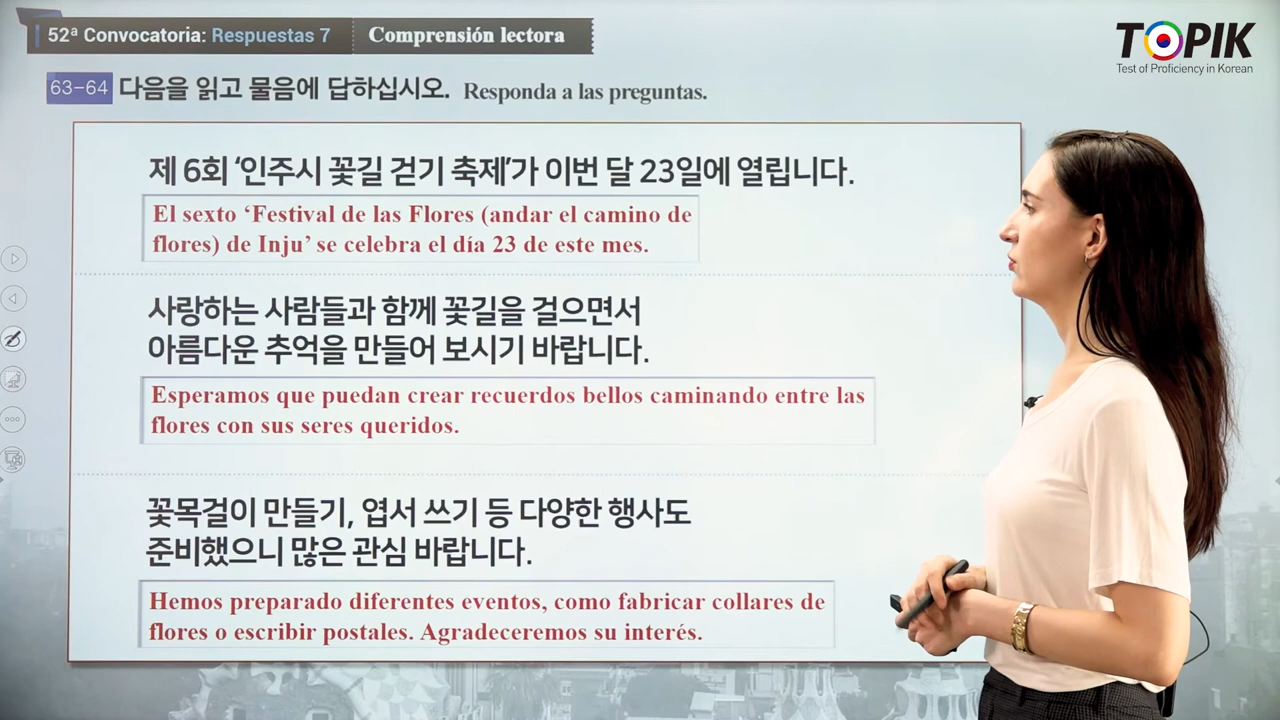 52ª Convocatoria: Respuestas 7 Comprensión lectora
TOPIK
Test of Proficiency in Korean
63-64 다음을 읽고 물음에 답하십시오. Responda a las preguntas.
제 6회 ‘인주시 꽃길 걷기 축제’가 이번 달 23일에 열립니다.
El sexto ‘Festival de las Flores (andar el camino de
flores) de Inju’ se celebra el día 23 de este mes.
사랑하는 사람들과 함께 꽃길을 걸으면서
아름다운 추억을 만들어 보시기 바랍니다.
Esperamos que puedan crear recuerdos bellos caminando entre las
flores con sus seres queridos.
꽃목걸이 만들기, 엽서 쓰기 등 다양한 행사도
준비했으니 많은 관심 바랍니다.
Hemos preparado diferentes eventos, como fabricar collares de
flores o escribir postales. Agradeceremos su interés.